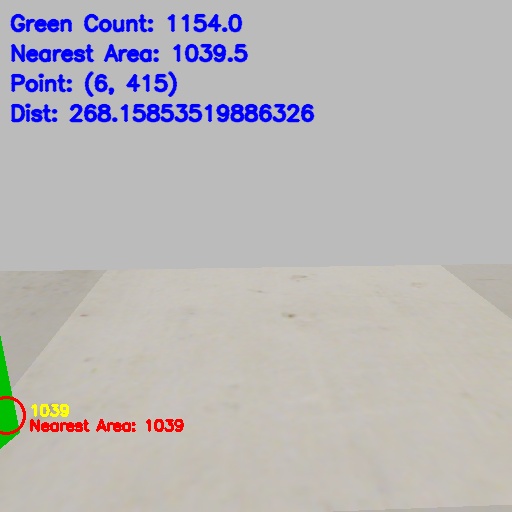 Green Count: 1154.0
Nearest Area: 1039.5
Point: (6, 415)
Dist: 268.15853519886326
1039
Nearest Area: 1039